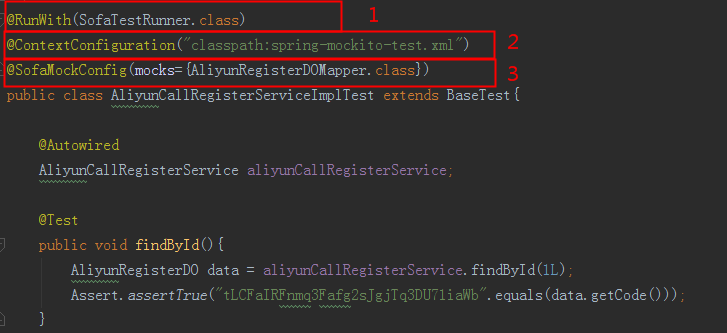 @RunWith(SofaTestRunner.class) 1
@ContextConfiguration("classpath:spring-mockito-test.xml") 2
@SofaMockConfig(mocks={AliyunRegisterDOMapper.class}) 3
public class AliyunCallRegisterServiceImplTest extends BaseTest{
@Autowired
AliyunCallRegisterService aliyunCallRegisterService;
@Test
public void findById(){
AliyunRegisterDO data = aliyunCallRegisterService.findById(1L);
Assert.assertTrue("tLCFaIRFnmq3Fafg2sJgjTq3DU71iaWb".equals(data.getCode()));
}